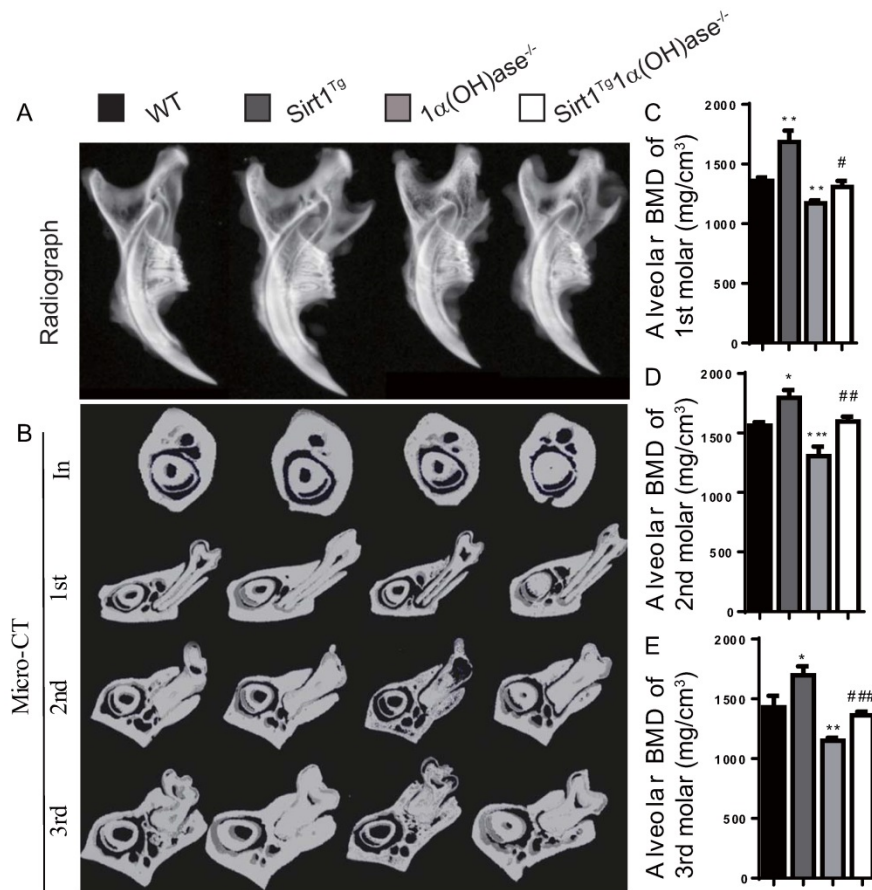 WT
Sirt1Tg
1α(OH)ase-/-
Sirt1Tg1α(OH)ase-/-
A
Radiograph
B
Micro-CT
In
1st
2nd
3rd
C
Alveolar BMD of
1st molar (mg/cm3)
2000
1500
1000
500
0
**
**
#
D
Alveolar BMD of
2nd molar (mg/cm3)
2000
1500
1000
500
0
*
***
##
E
Alveolar BMD of
3rd molar (mg/cm3)
2000
1500
1000
500
0
*
**
###